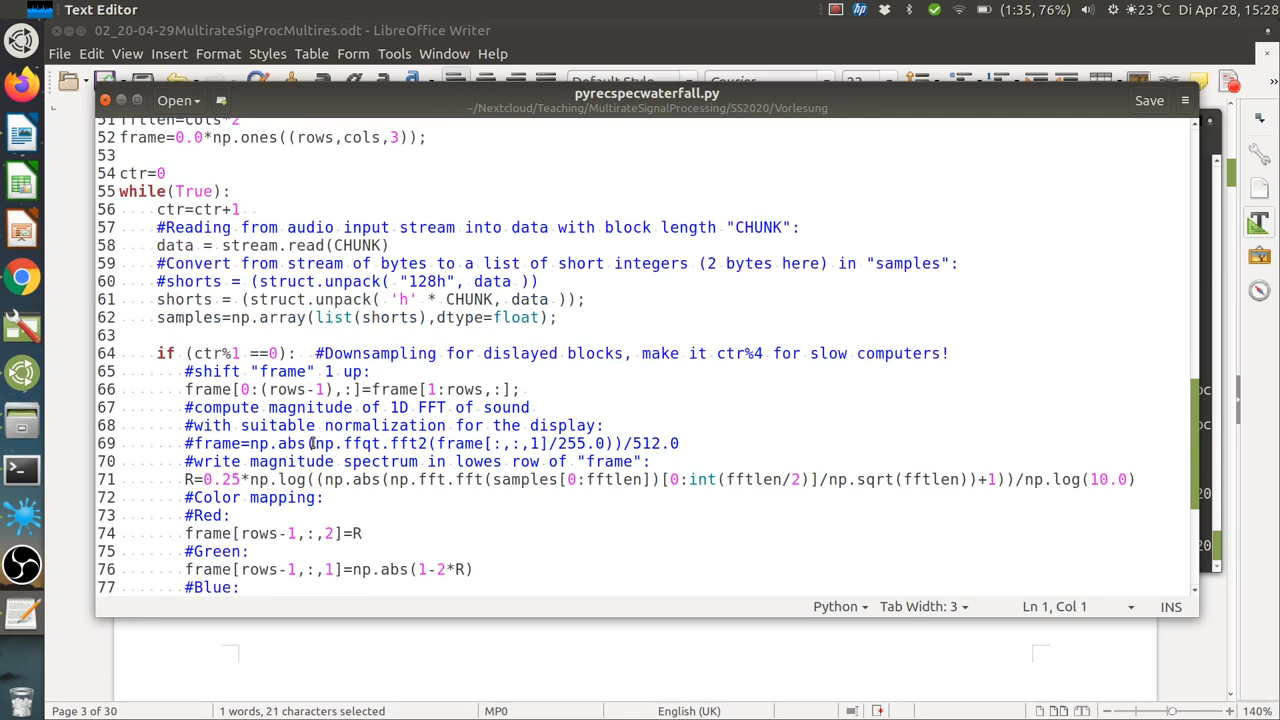 Text Editor
(1:35, 76%)
23 °C
Di Apr 28, 15:28
02_20-04-29MultirateSigProcMultires.odt - LibreOffice Writer
File Edit View Insert Format Styles Table Form Tools Window Help
Open
pyrecspecwaterfall.py
~/Nextcloud/Teaching/MultirateSignalProcessing/SS2020/Vorlesung
Save
51 fftlen=cols*2
52 frame=0.0*np.ones((rows,cols,3));
53
54 ctr=0
55 while(True):
56 ctr=ctr+1
57 #Reading from audio input stream into data with block length "CHUNK":
58 data = stream.read(CHUNK)
59 #Convert from stream of bytes to a list of short integers (2 bytes here) in "samples":
60 #shorts = (struct.unpack( "128h", data ))
61 shorts = (struct.unpack( 'h' * CHUNK, data ));
62 samples=np.array(list(shorts),dtype=float);
63
64 if (ctr%1 ==0): #Downsampling for dislayed blocks, make it ctr%4 for slow computers!
65 #shift "frame" 1 up:
66 frame[0:(rows-1),:]=frame[1:rows,:];
67 #compute magnitude of 1D FFT of sound
68 #with suitable normalization for the display:
69 #frame=np.abs(np.ffqt.fft2(frame[:,:,1]/255.0))/512.0
70 #write magnitude spectrum in lowes row of "frame":
71 R=0.25*np.log((np.abs(np.fft.fft(samples[0:fftlen])[0:int(fftlen/2)]/np.sqrt(fftlen))+1))/np.log(10.0)
72 #Color mapping:
73 #Red:
74 frame[rows-1,:,2]=R
75 #Green:
76 frame[rows-1,:,1]=np.abs(1-2*R)
77 #Blue:
Python Tab Width: 3 Ln 1, Col 1 INS
Page 3 of 30 1 words, 21 characters selected MP0 English (UK) 140%